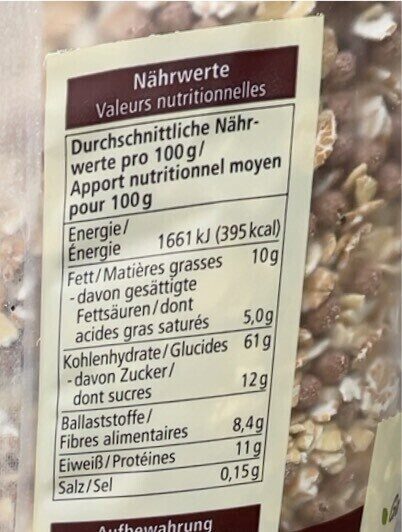 Nährwerte
Valeurs nutritionnelles
Durchschnittliche Nähr-
werte pro 100g/
Apport nutritionnel moyen
pour 100g
Energie/
Énergie 1661 kJ (395 kcal)
Fett/Matières grasses 10g
-davon gesättigte
Fettsäuren/dont
acides gras saturés 5,0g
Kohlenhydrate/Glucides 61g
-davon Zucker/
dont sucres 12g
Ballaststoffe/
Fibres alimentaires 8,4g
Eiweiß/Protéines 11g
Salz/Sel 0,15g
Aufbewahrung